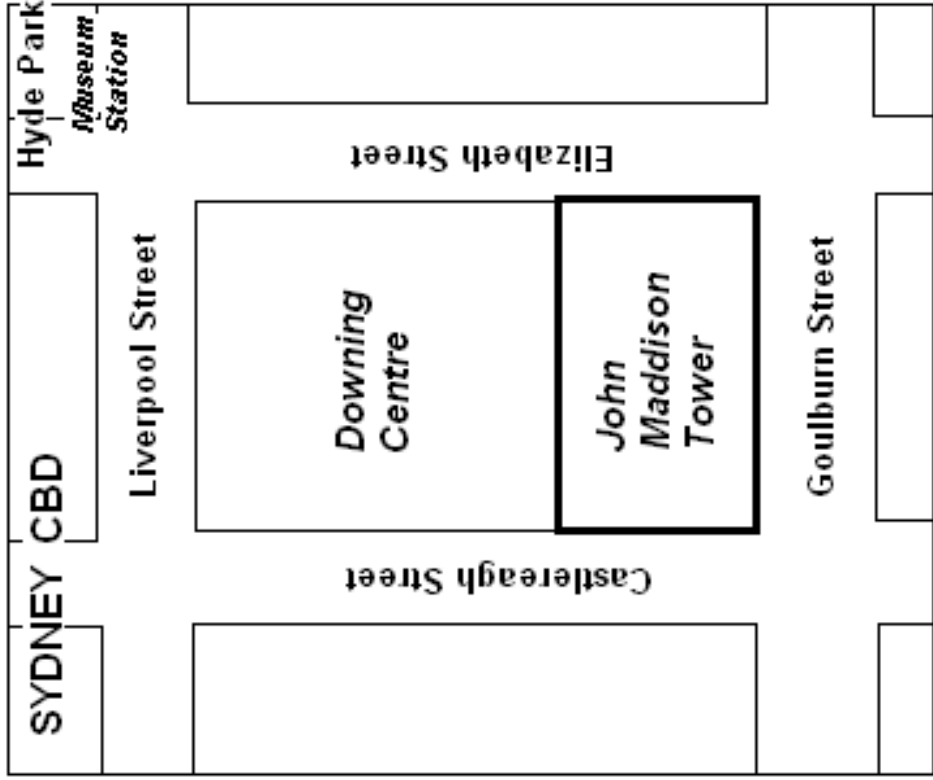 SYDNEY CBD
Hyde Park
Museum
Station
Liverpool Street
Downing
Centre
Castlereagh Street
Elizabeth Street
John
Maddison
Tower
Goulburn Street